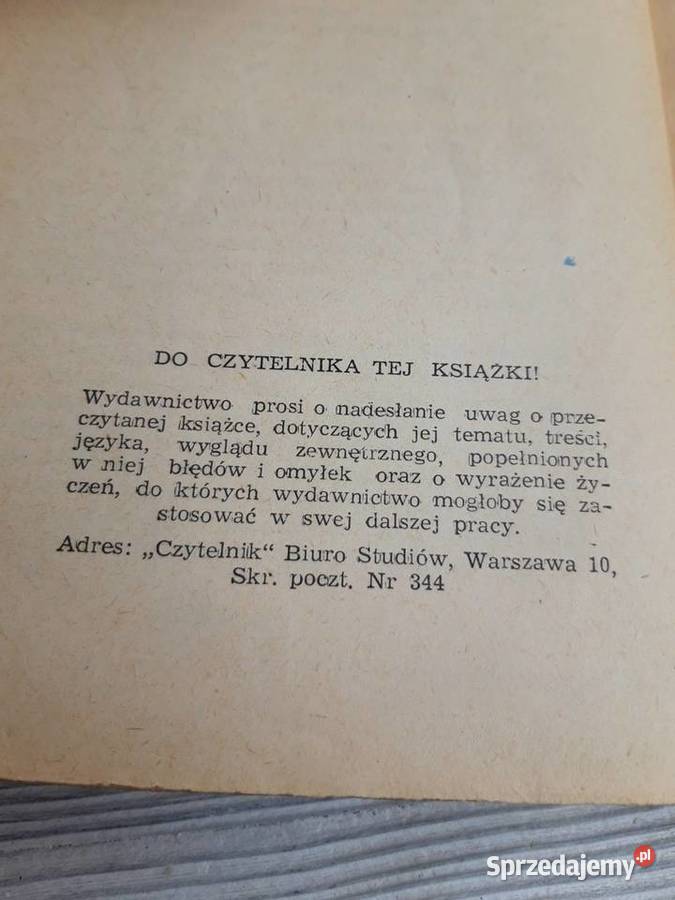 DO CZYTELNIKA TEJ KSIĄŻKI!
Wydawnictwo prosi o nadesłanie uwag o prze-
czytanej książce, dotyczących jej tematu, treści,
języka, wyglądu zewnętrznego, popełnionych
w niej błędów i omyłek oraz o wyrażenie ży-
czeń, do których wydawnictwo mogłoby się za-
stosować w swej dalszej pracy.
Adres: „Czytelnik“ Biuro Studiów, Warszawa 10,
Skr. poczt. Nr 344
Sprzedajemy.pl